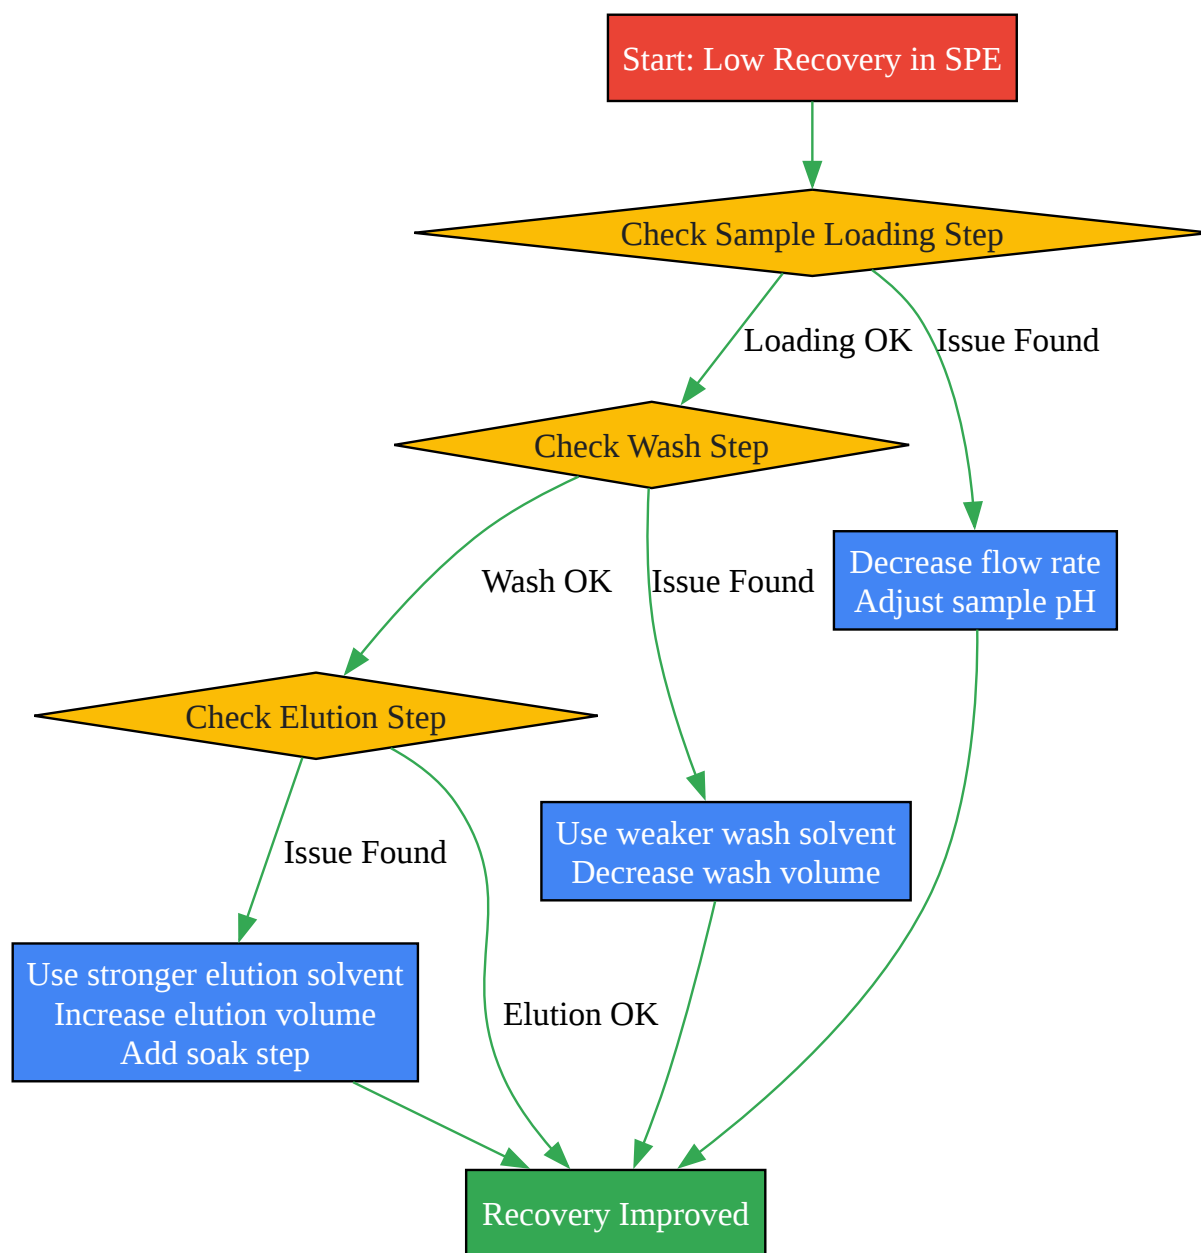 Start: Low Recovery in SPE
Check Sample Loading Step
Loading OK
Issue Found
Check Wash Step
Decrease flow rate
Adjust sample pH
Wash OK
Issue Found
Check Elution Step
Use weaker wash solvent
Decrease wash volume
Issue Found
Use stronger elution solvent
Increase elution volume
Add soak step
Elution OK
Recovery Improved